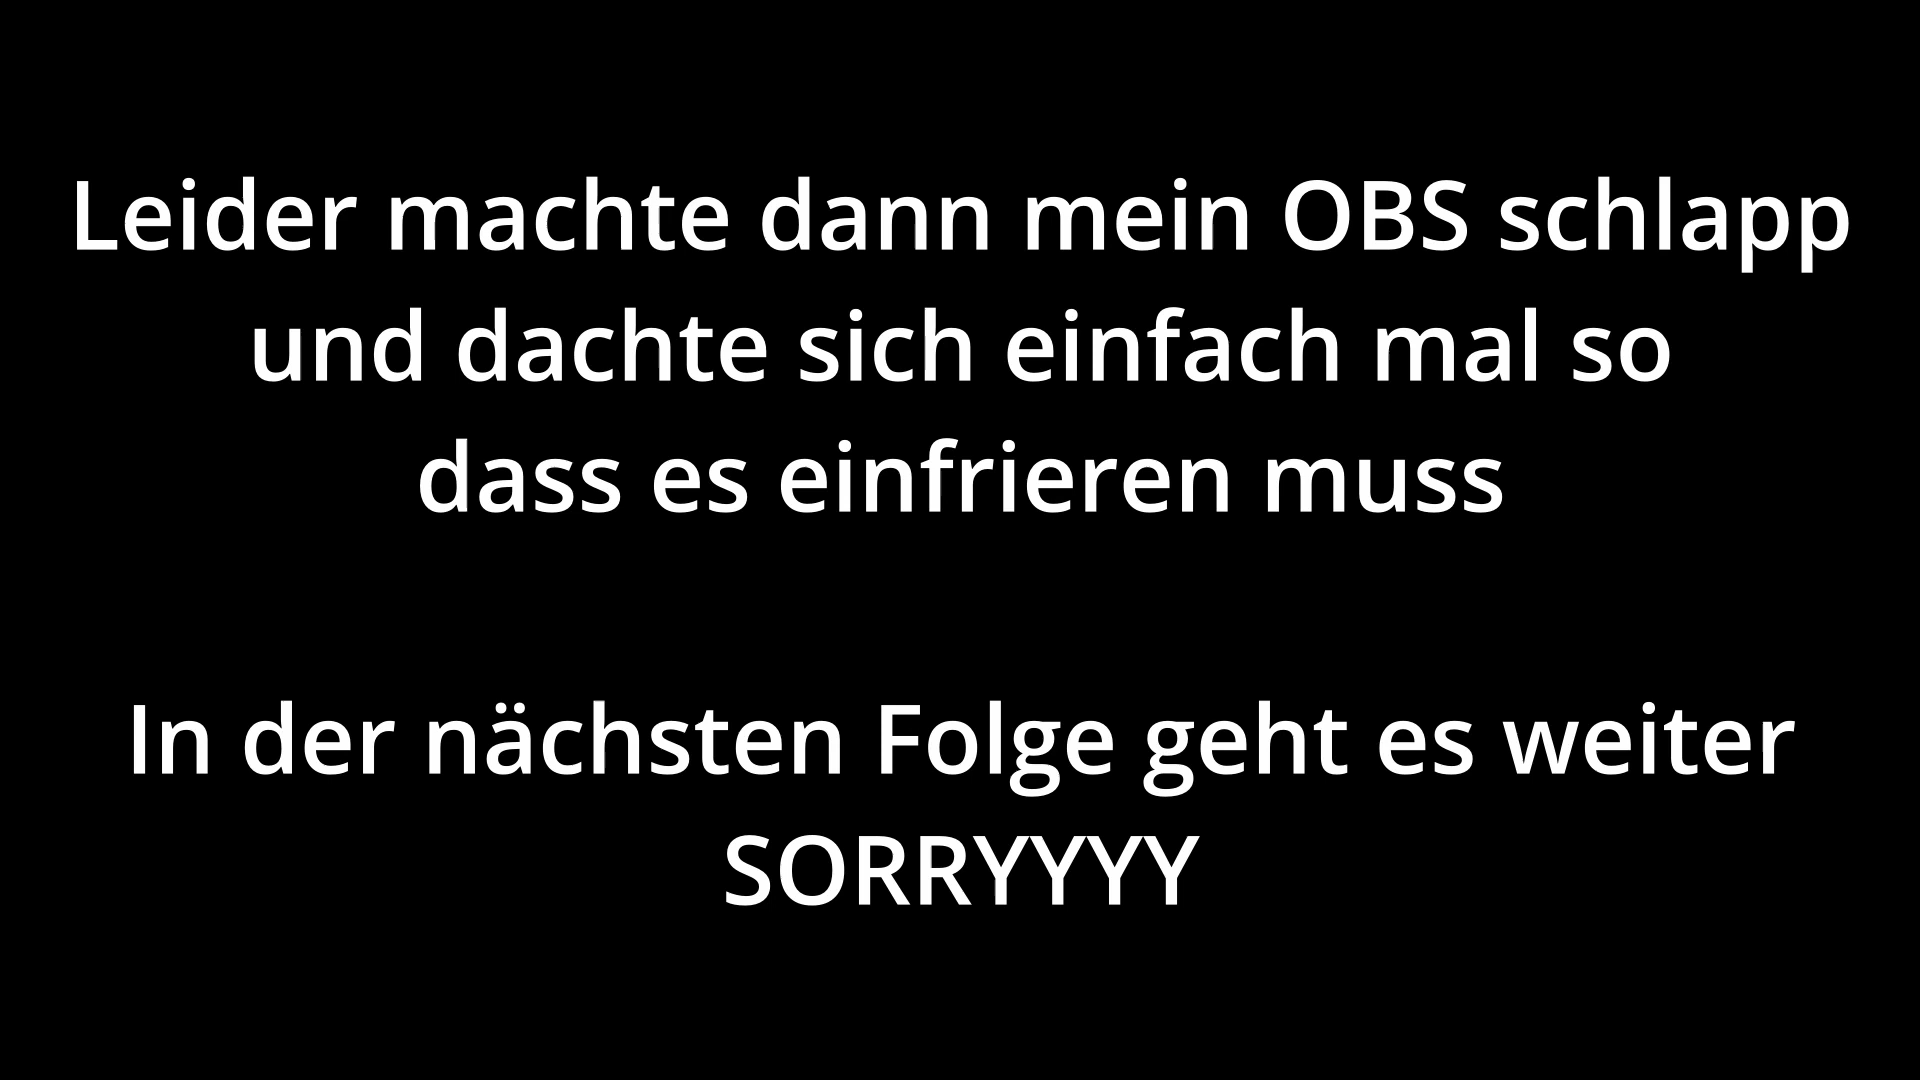 Leider machte dann mein OBS schlapp
und dachte sich einfach mal so
dass es einfrieren muss
In der nächsten Folge geht es weiter
SORRYYYY